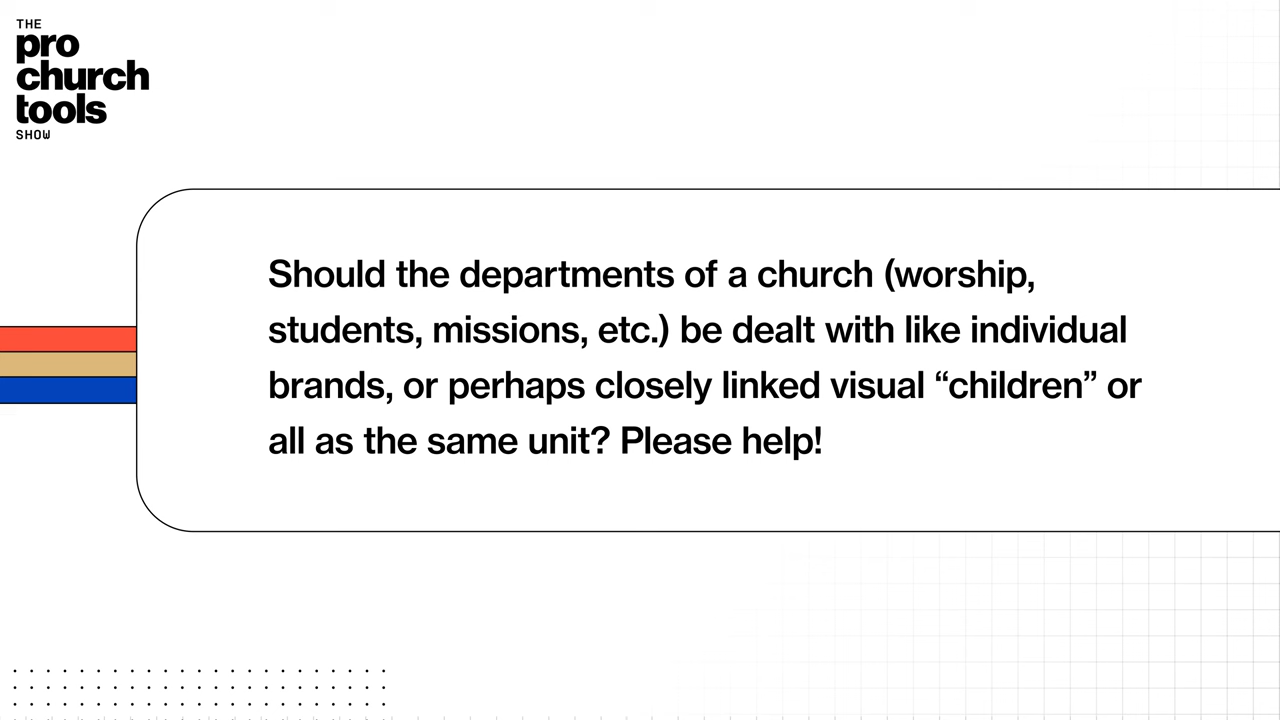 THE
pro
church
tools
SHOW
Should the departments of a church (worship,
students, missions, etc.) be dealt with like individual
brands, or perhaps closely linked visual “children” or
all as the same unit? Please help!